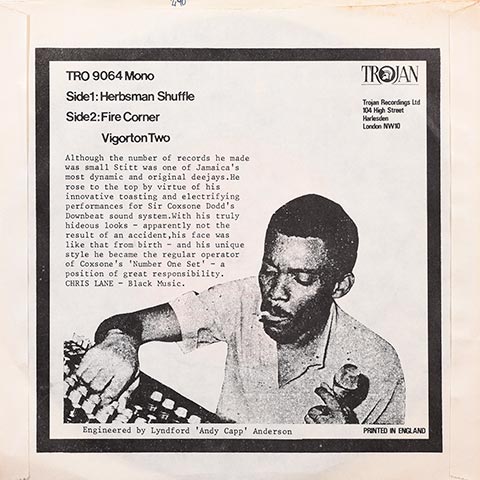 490
TRO 9064 Mono
Side1: Herbsman Shuffle
Side2: Fire Corner
Vigorton Two
TROJAN
Trojan Recordings Ltd
104 High Street
Harlesden
London NW10
Although the number of records he made
was small Stitt was one of Jamaica's
most dynamic and original deejays.He
rose to the top by virtue of his
innovative toasting and electrifying
performances for Sir Coxsone Dodd's
Downbeat sound system.With his truly
hideous looks - apparently not the
result of an accident,his face was
like that from birth - and his unique
style he became the regular operator
of Coxsone's 'Number One Set' - a
position of great responsibility.
CHRIS LANE - Black Music.
Engineered by Lyndford 'Andy Capp' Anderson
PRINTED IN ENGLAND